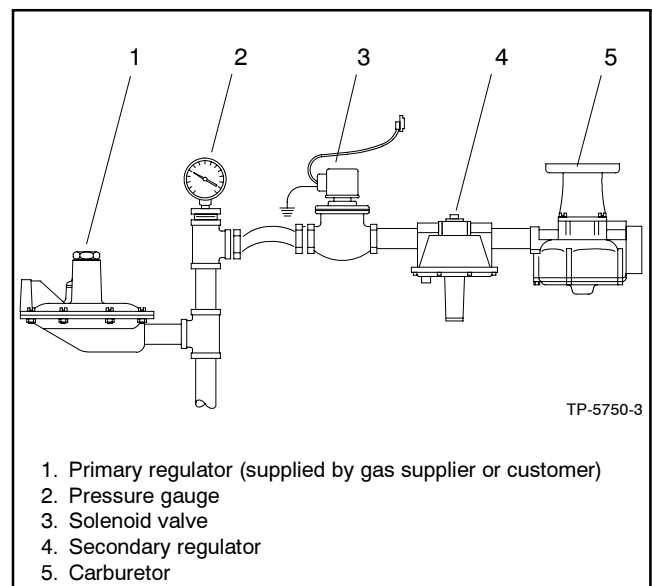 1 2 3 4 5
TP-5750-3
1. Primary regulator (supplied by gas supplier or customer)
2. Pressure gauge
3. Solenoid valve
4. Secondary regulator
5. Carburetor